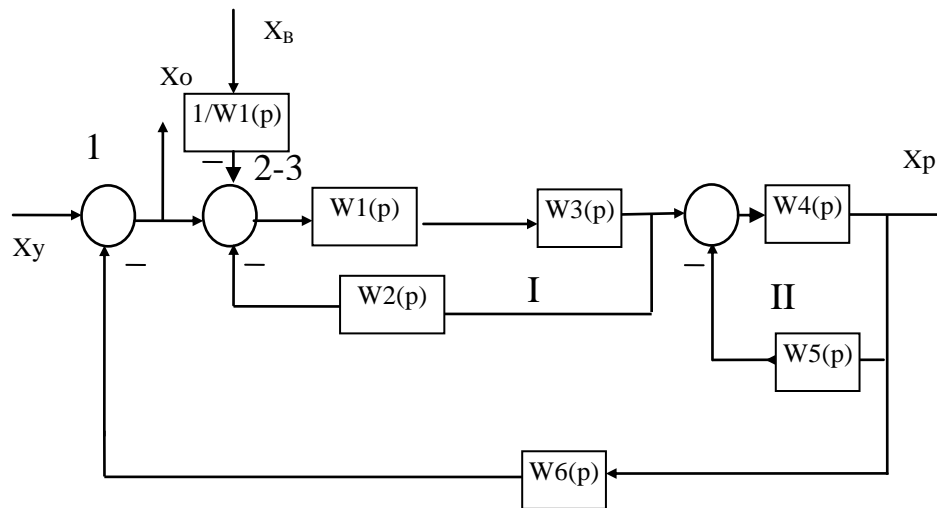 X_B
Xo
1/W1(p)
1
–
2-3
Xp
W1(p)
W3(p)
W4(p)
Xy
–
–
–
W2(p)
I
II
W5(p)
W6(p)